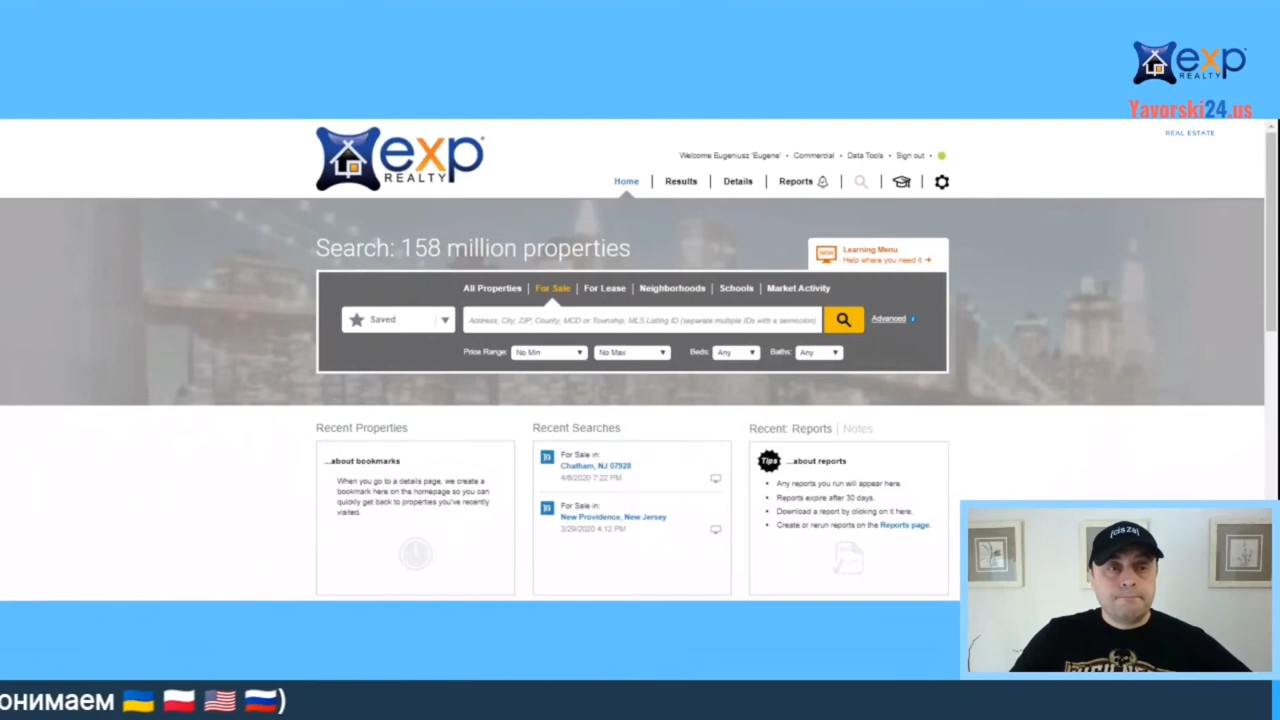 exp
REALTY
Yavorski24.us
REAL ESTATE
exp
REALTY
Welcome Eugeniusz 'Eugene' • Commercial • Data Tools • Sign out •
Home | Results | Details | Reports
Search: 158 million properties
NEW
Learning Menu
Help where you need it →
All Properties | For Sale | For Lease | Neighborhoods | Schools | Market Activity
Saved
Address, City, ZIP, County, MCD or Township, MLS Listing ID (separate multiple IDs with a semicolon)
Advanced
Price Range: No Min No Max Beds: Any Baths: Any
Recent Properties
...about bookmarks
When you go to a details page, we create a
bookmark here on the homepage so you can
quickly get back to properties you've recently
visited.
Recent Searches
For Sale in:
Chatham, NJ 07928
4/8/2020 7:22 PM
For Sale in:
New Providence, New Jersey
3/29/2020 4:12 PM
Recent: Reports | Notes
Tips ...about reports
Any reports you run will appear here.
Reports expire after 30 days.
Download a report by clicking on it here.
Create or rerun reports on the Reports page.
онимаем 🇺🇦 🇵🇱 🇺🇸 🇷🇺)